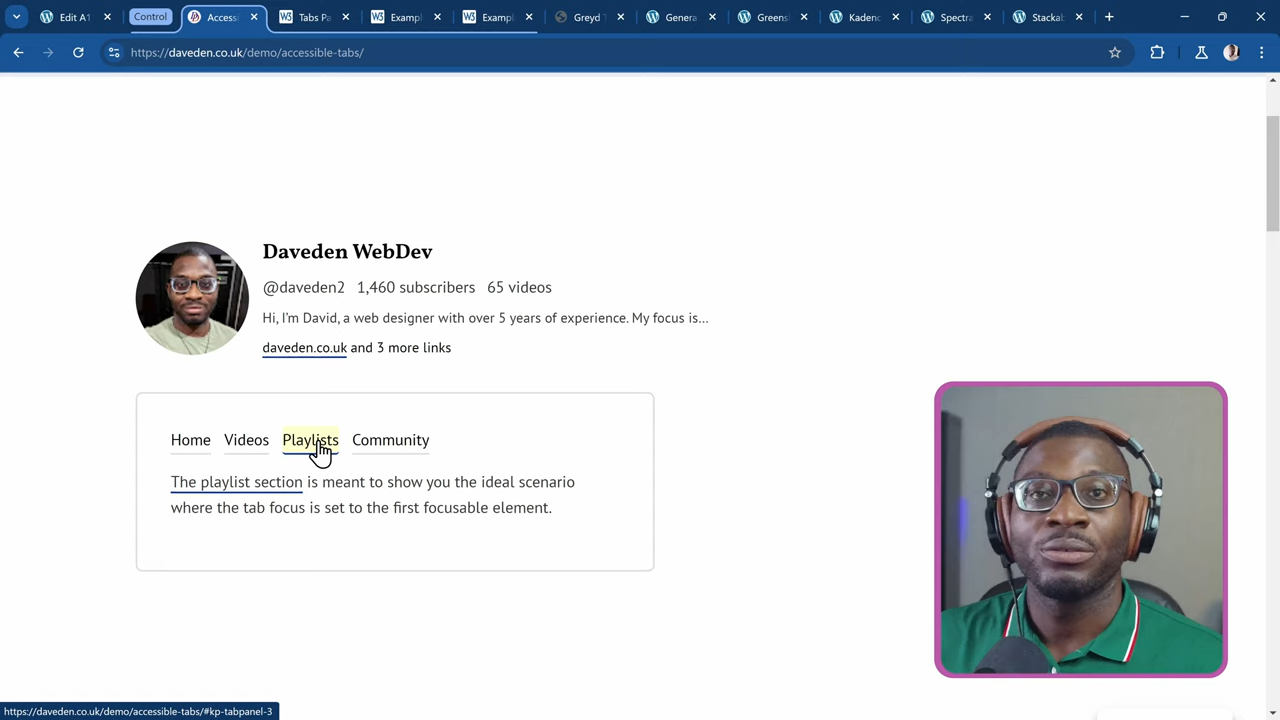 Edit A1
Control
Access
Tabs Pa
Example
Exampl
Greyd T
Genera
Greensh
Kadenc
Spectra
Stackab
https://daveden.co.uk/demo/accessible-tabs/
Daveden WebDev
@daveden2 1,460 subscribers 65 videos
Hi, I'm David, a web designer with over 5 years of experience. My focus is...
daveden.co.uk and 3 more links
Home Videos Playlists Community
The playlist section is meant to show you the ideal scenario
where the tab focus is set to the first focusable element.
https://daveden.co.uk/demo/accessible-tabs/#kp-tabpanel-3